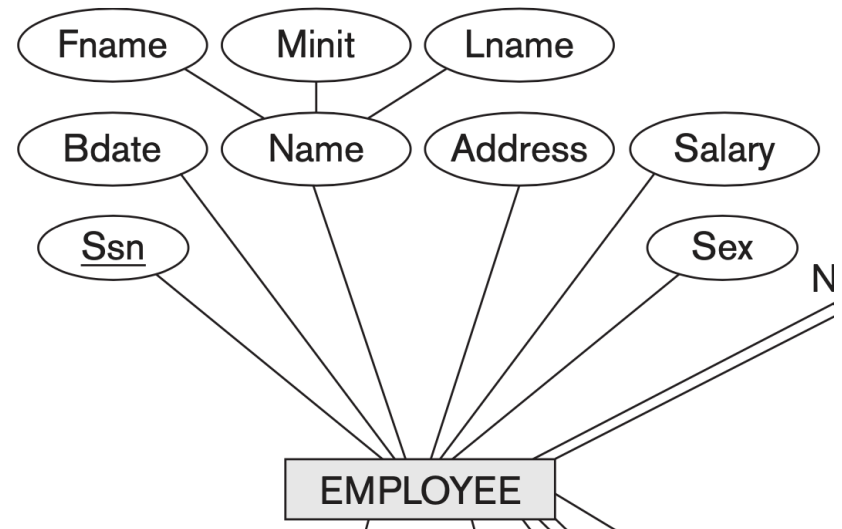 Fname Minit Lname
Bdate Name Address Salary
Ssn Sex
N
EMPLOYEE